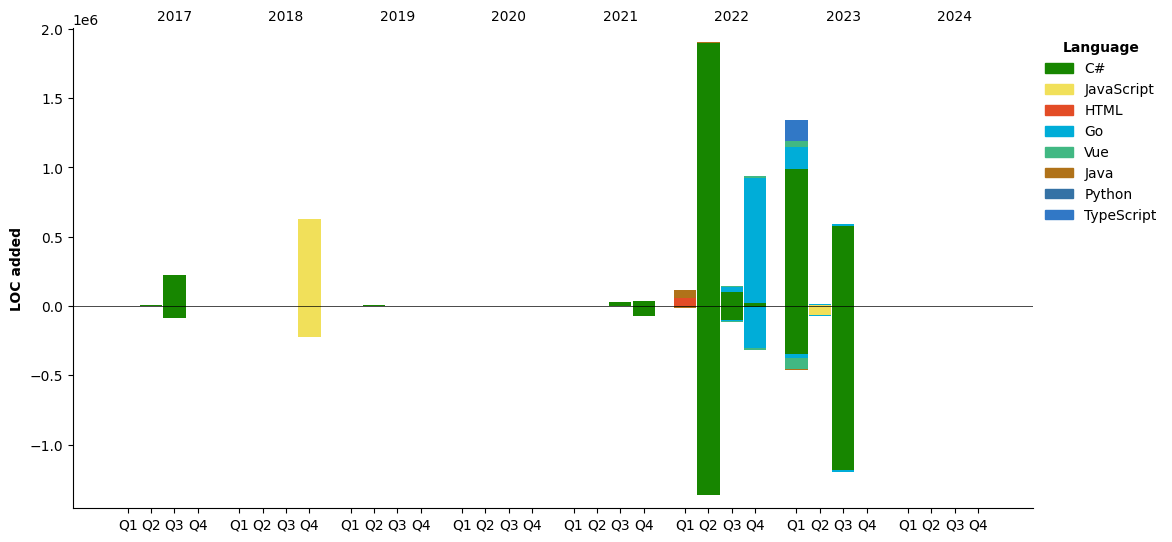 2017 2018 2019 2020 2021 2022 2023 2024
1e6
2.0
1.5
1.0
0.5
0.0
−0.5
−1.0
LOC added
Q1 Q2 Q3 Q4 Q1 Q2 Q3 Q4 Q1 Q2 Q3 Q4 Q1 Q2 Q3 Q4 Q1 Q2 Q3 Q4 Q1 Q2 Q3 Q4 Q1 Q2 Q3 Q4 Q1 Q2 Q3 Q4
Language
C#
JavaScript
HTML
Go
Vue
Java
Python
TypeScript